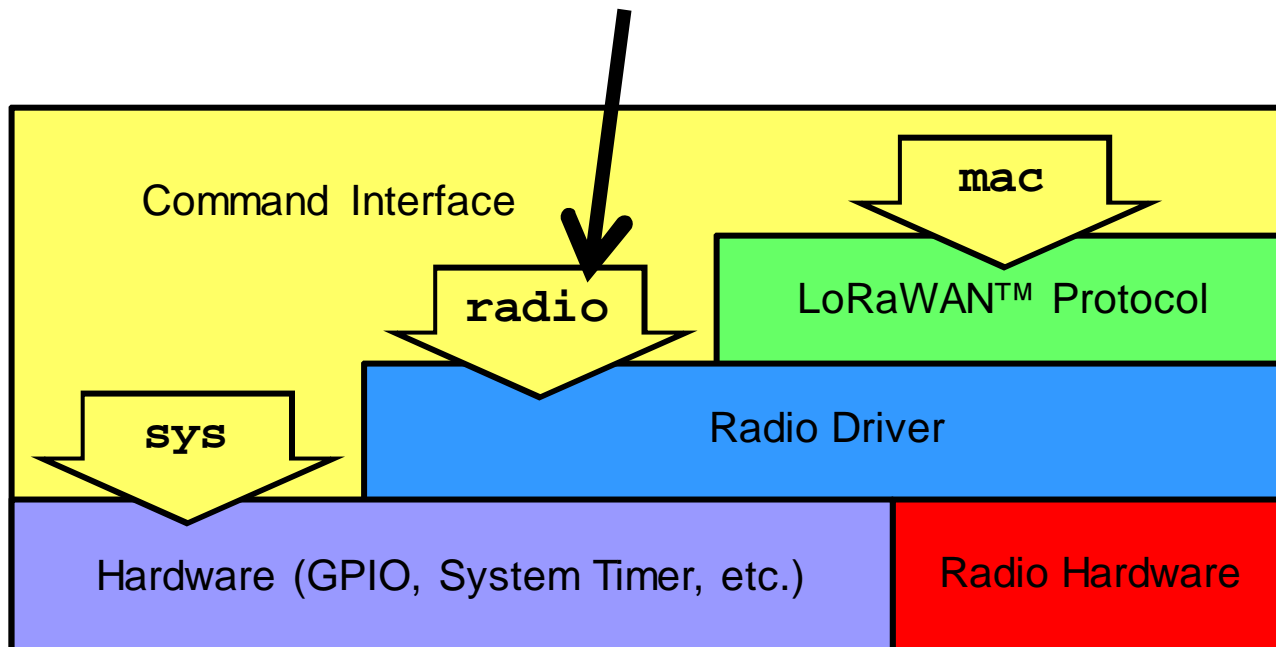 Command Interface
mac
LoRaWAN™ Protocol
radio
Radio Driver
sys
Hardware (GPIO, System Timer, etc.)
Radio Hardware